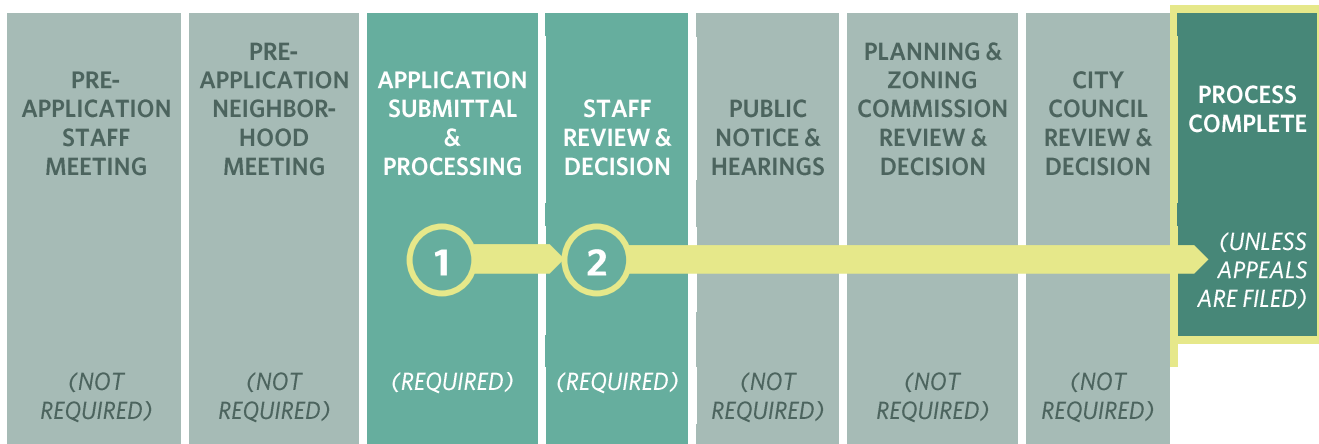 PRE-
APPLICATION
STAFF
MEETING
(NOT
REQUIRED)
PRE-
APPLICATION
NEIGHBOR-
HOOD
MEETING
(NOT
REQUIRED)
APPLICATION
SUBMITTAL
&
PROCESSING
1
(REQUIRED)
STAFF
REVIEW &
DECISION
2
(REQUIRED)
PUBLIC
NOTICE &
HEARINGS
(NOT
REQUIRED)
PLANNING &
ZONING
COMMISSION
REVIEW &
DECISION
(NOT
REQUIRED)
CITY
COUNCIL
REVIEW &
DECISION
(NOT
REQUIRED)
PROCESS
COMPLETE
(UNLESS
APPEALS
ARE FILED)